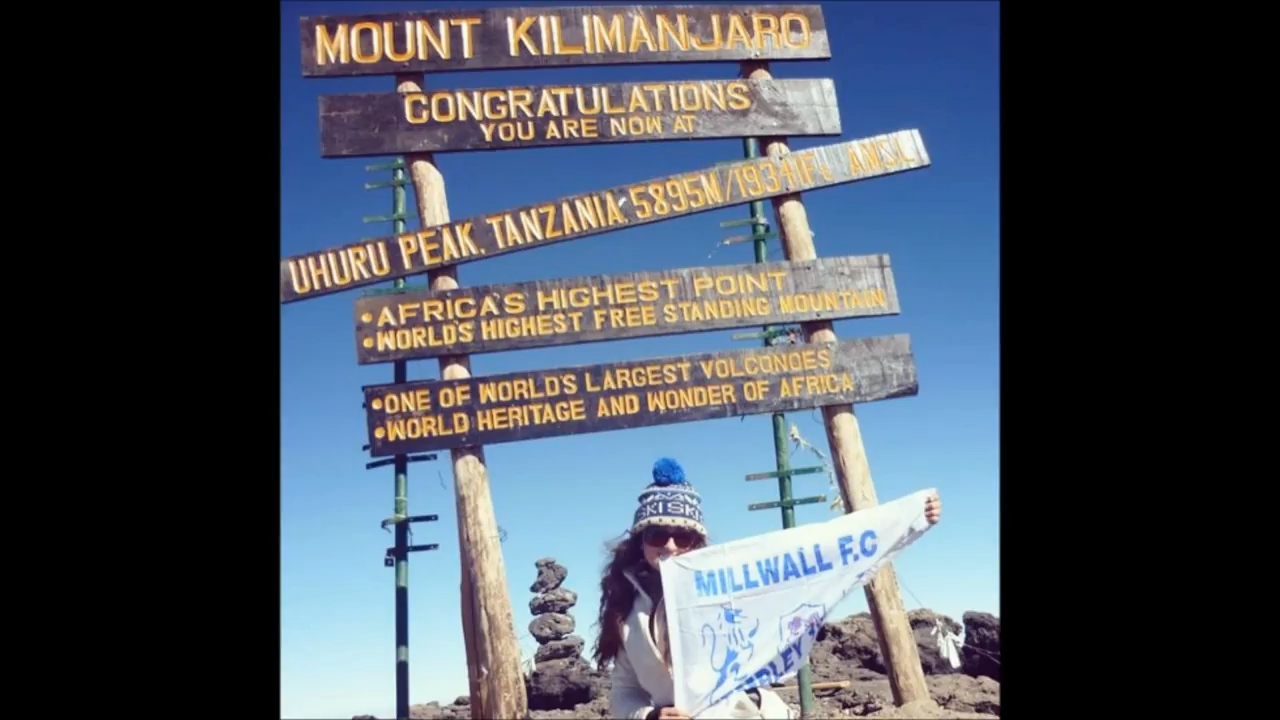 MOUNT KILIMANJARO
CONGRATULATIONS
YOU ARE NOW AT
UHURU PEAK, TANZANIA, 5895M/19341Ft. AMSL
•AFRICA'S HIGHEST POINT
•WORLD'S HIGHEST FREE STANDING MOUNTAIN
•ONE OF WORLD'S LARGEST VOLCONOES
•WORLD HERITAGE AND WONDER OF AFRICA
SKI SKI
MILLWALL F.C